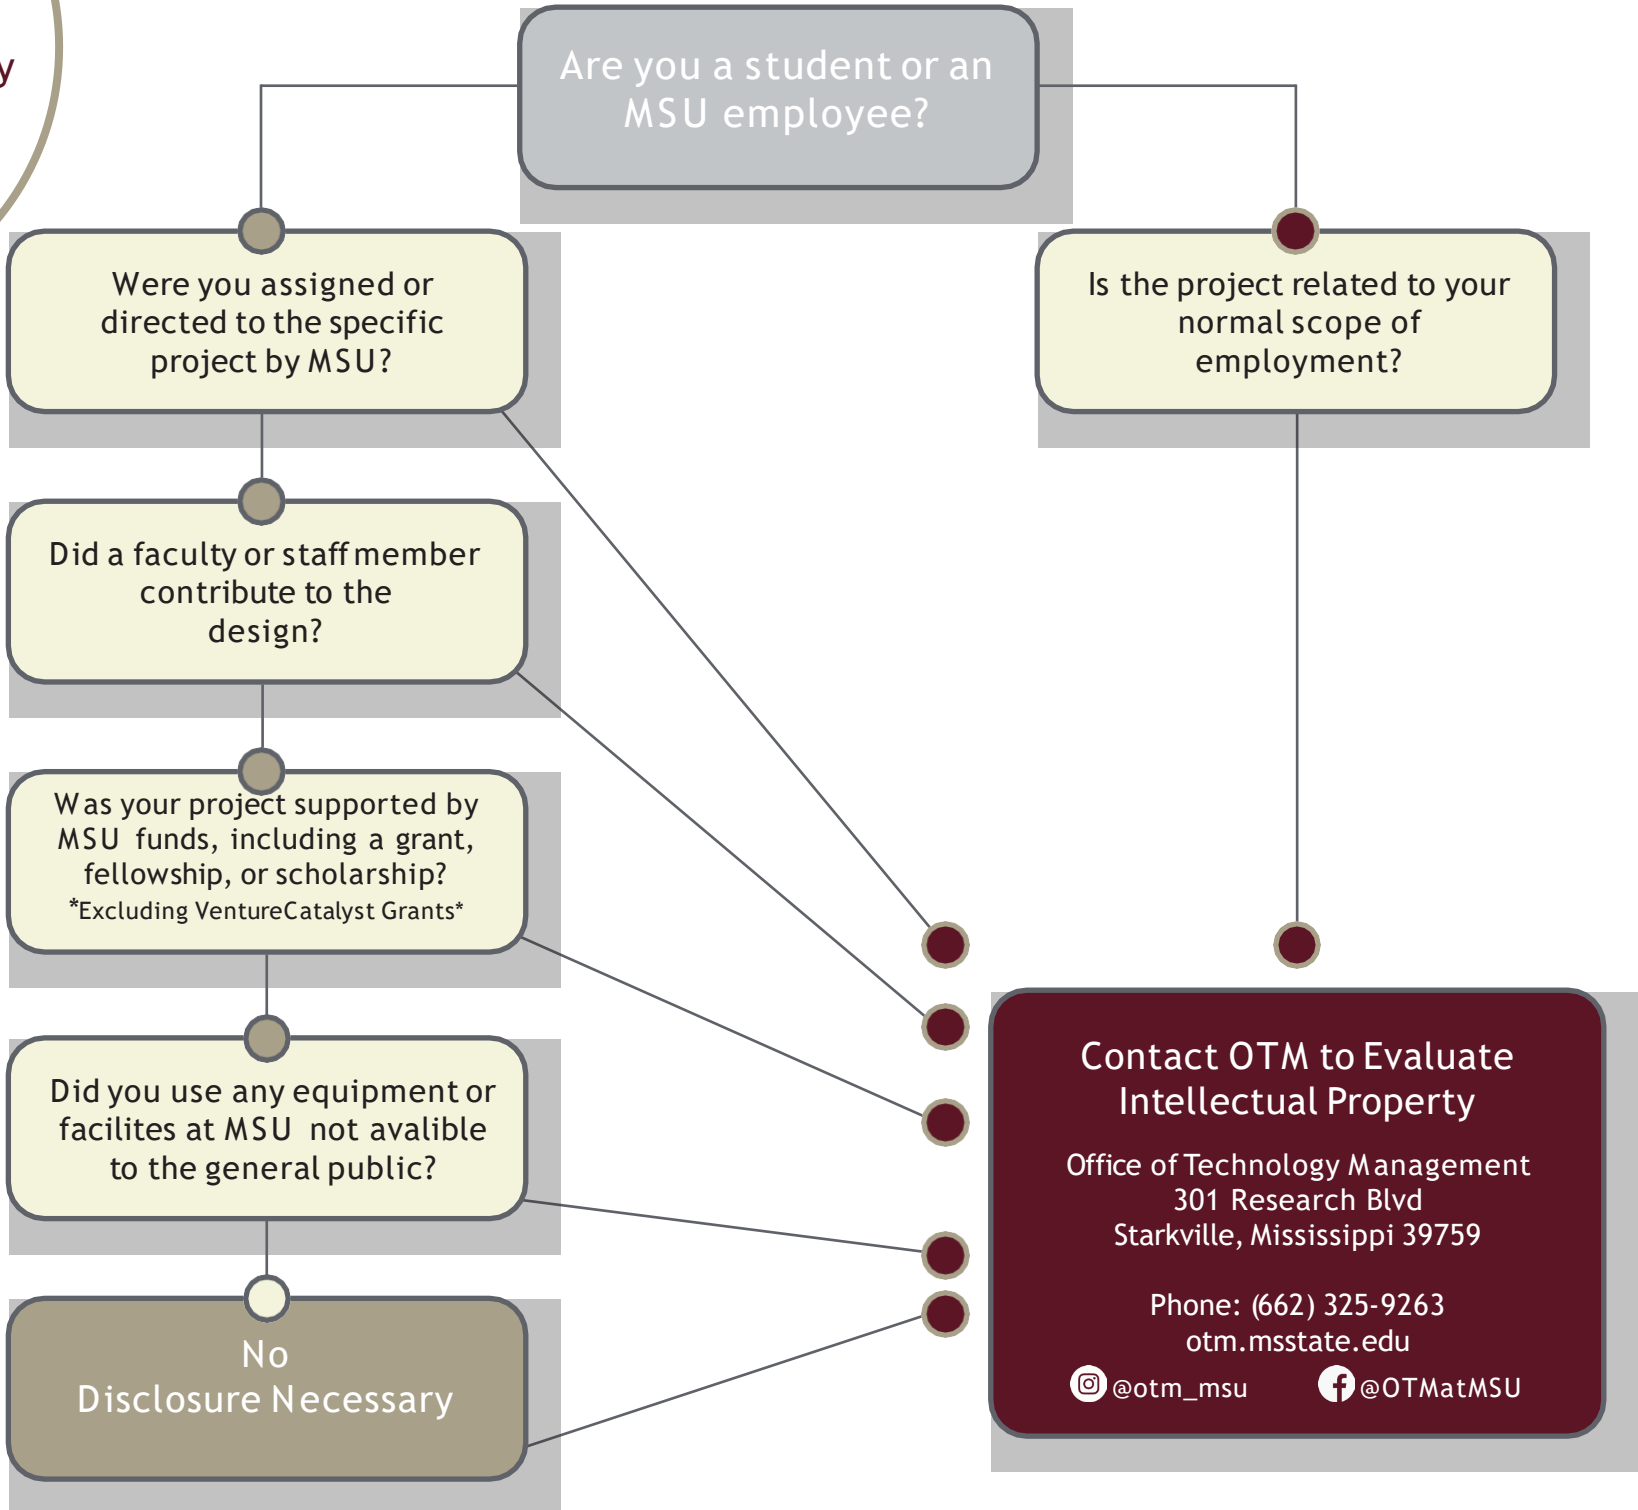 y
Are you a student or an
MSU employee?
Were you assigned or
directed to the specific
project by MSU?
Is the project related to your
normal scope of
employment?
Did a faculty or staff member
contribute to the
design?
Was your project supported by
MSU funds, including a grant,
fellowship, or scholarship?
*Excluding VentureCatalyst Grants*
Did you use any equipment or
facilites at MSU not avalible
to the general public?
No
Disclosure Necessary
Contact OTM to Evaluate
Intellectual Property
Office of Technology Management
301 Research Blvd
Starkville, Mississippi 39759
Phone: (662) 325-9263
otm.msstate.edu
@otm_msu
@OTMatMSU